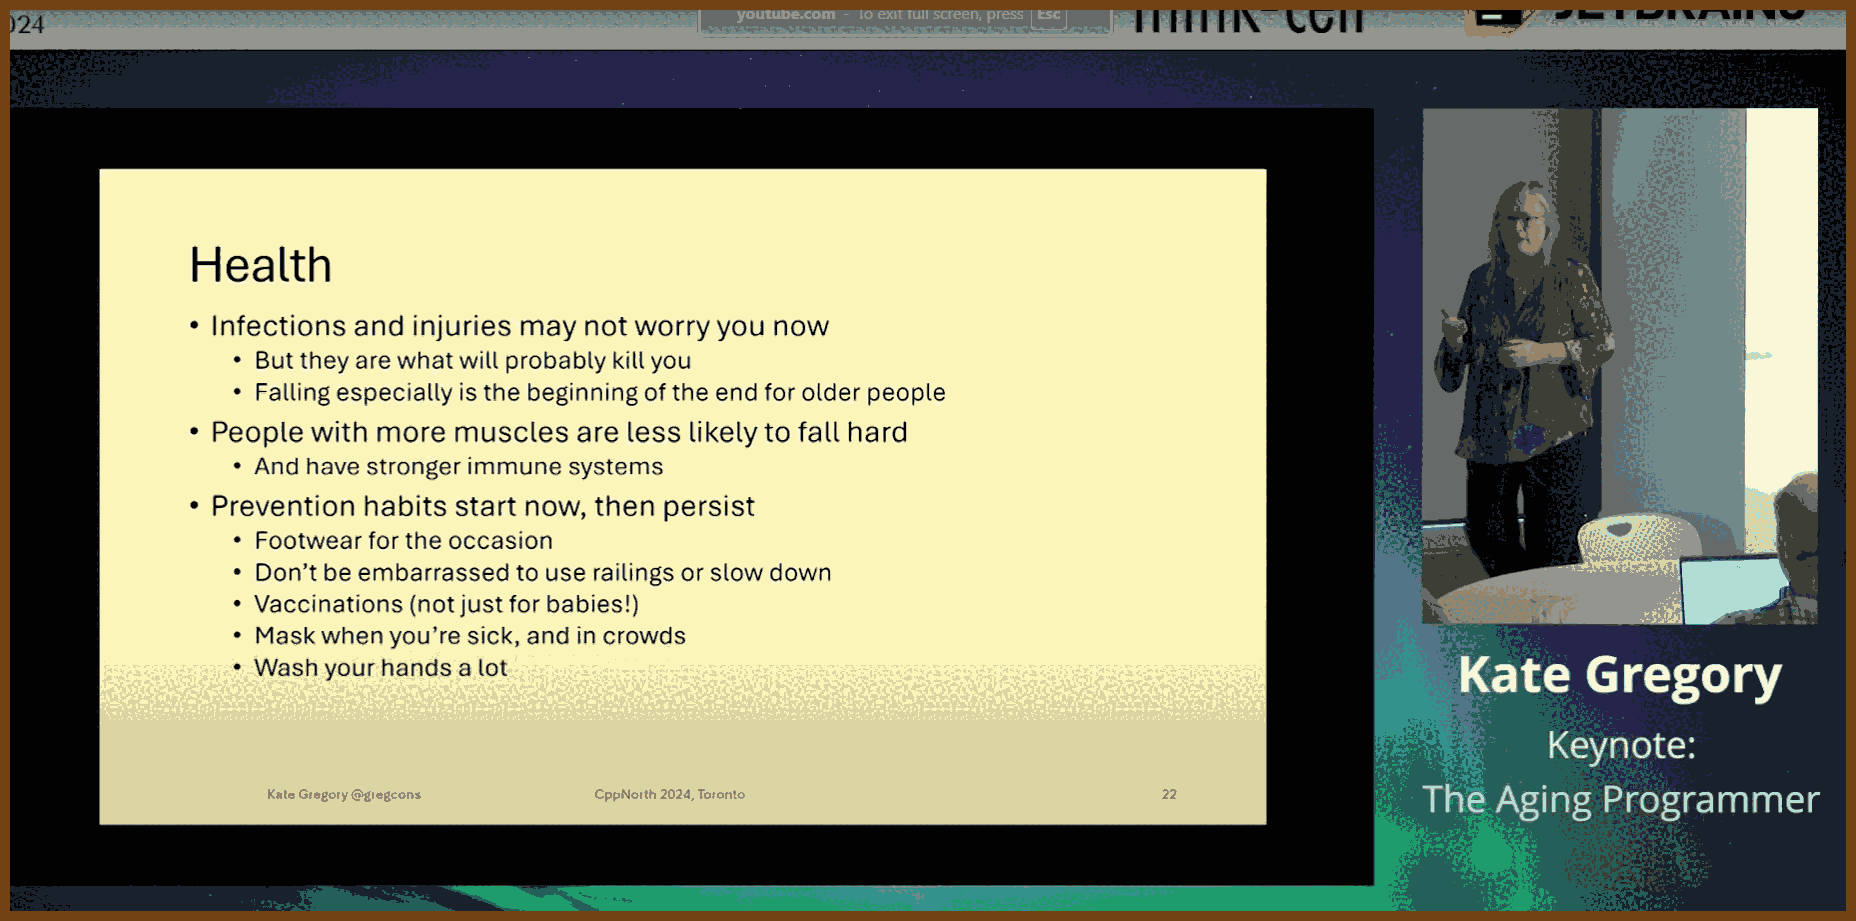 024
youtube.com - To exit full screen, press Esc
think-cell
JETBRAINS
Health
• Infections and injuries may not worry you now
• But they are what will probably kill you
• Falling especially is the beginning of the end for older people
• People with more muscles are less likely to fall hard
• And have stronger immune systems
• Prevention habits start now, then persist
• Footwear for the occasion
• Don't be embarrassed to use railings or slow down
• Vaccinations (not just for babies!)
• Mask when you're sick, and in crowds
• Wash your hands a lot
Kate Gregory @gregcons
CppNorth 2024, Toronto
22
Kate Gregory
Keynote:
The Aging Programmer